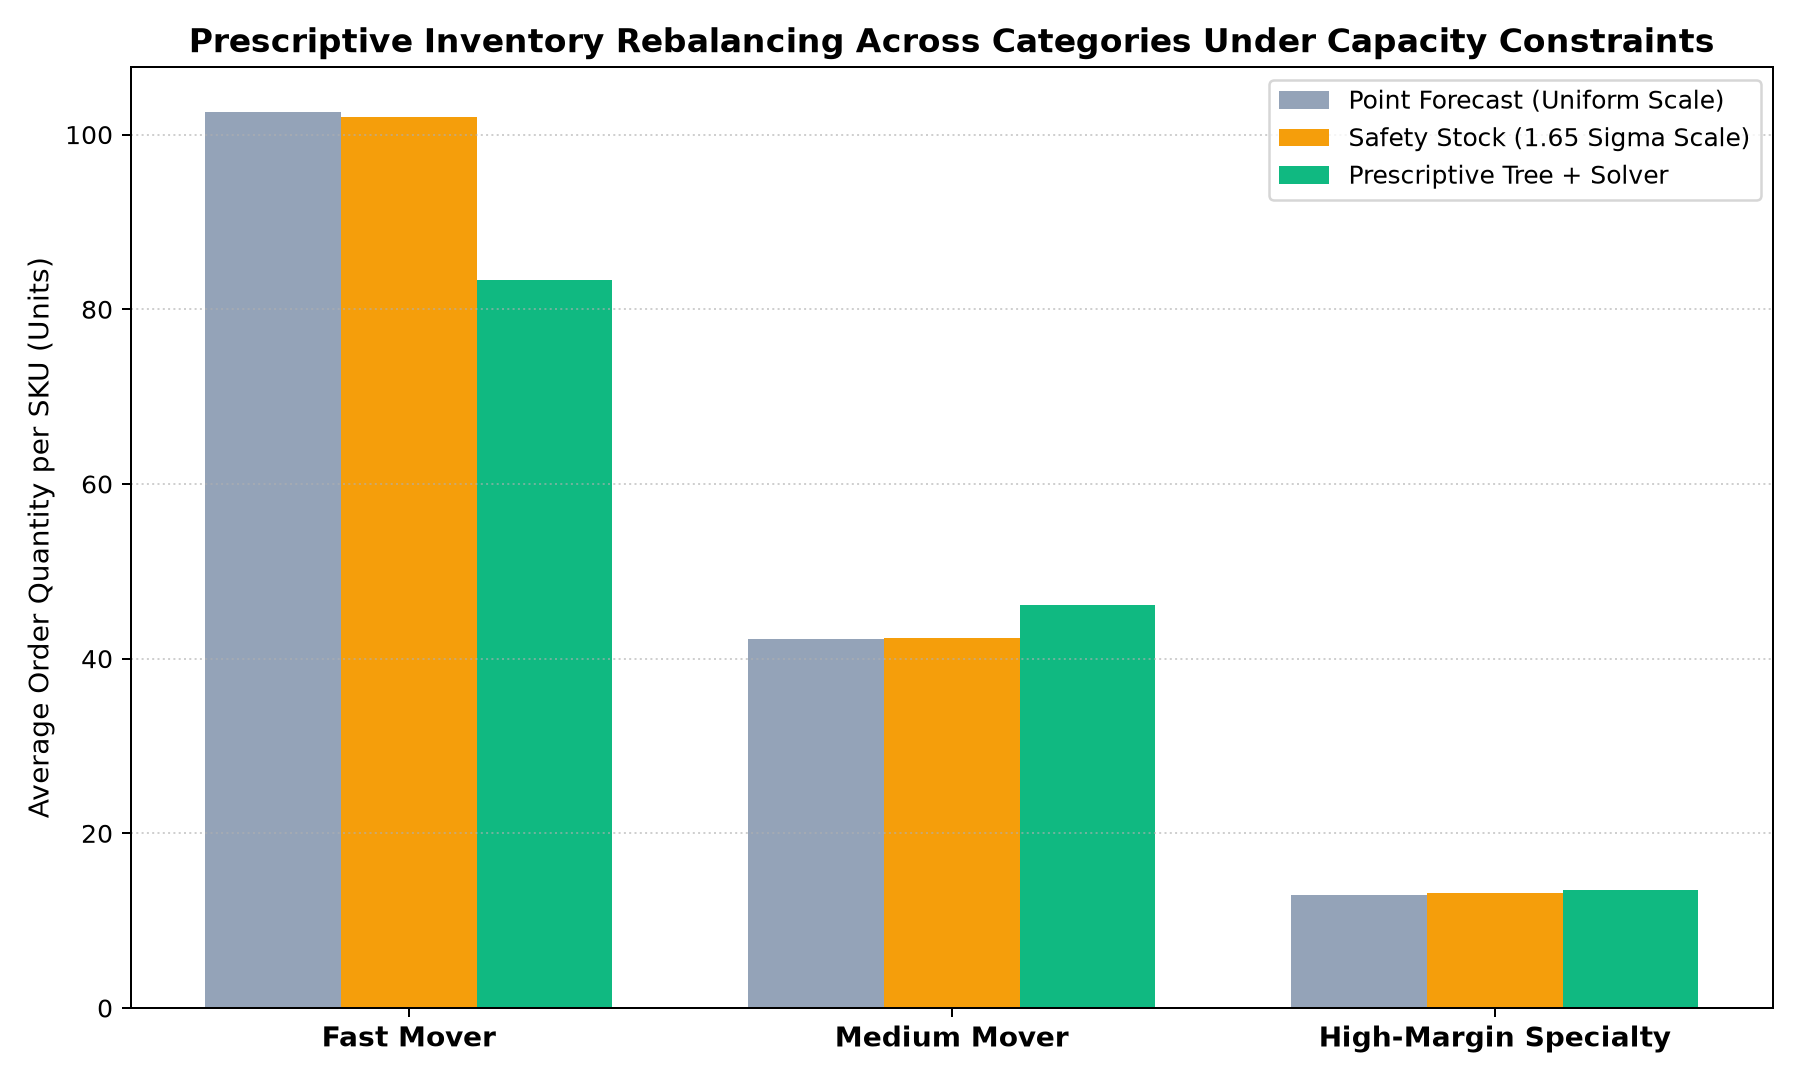 Prescriptive Inventory Rebalancing Across Categories Under Capacity Constraints
Point Forecast (Uniform Scale)
Safety Stock (1.65 Sigma Scale)
Prescriptive Tree + Solver
Average Order Quantity per SKU (Units)
100
80
60
40
20
0
Fast Mover
Medium Mover
High-Margin Specialty